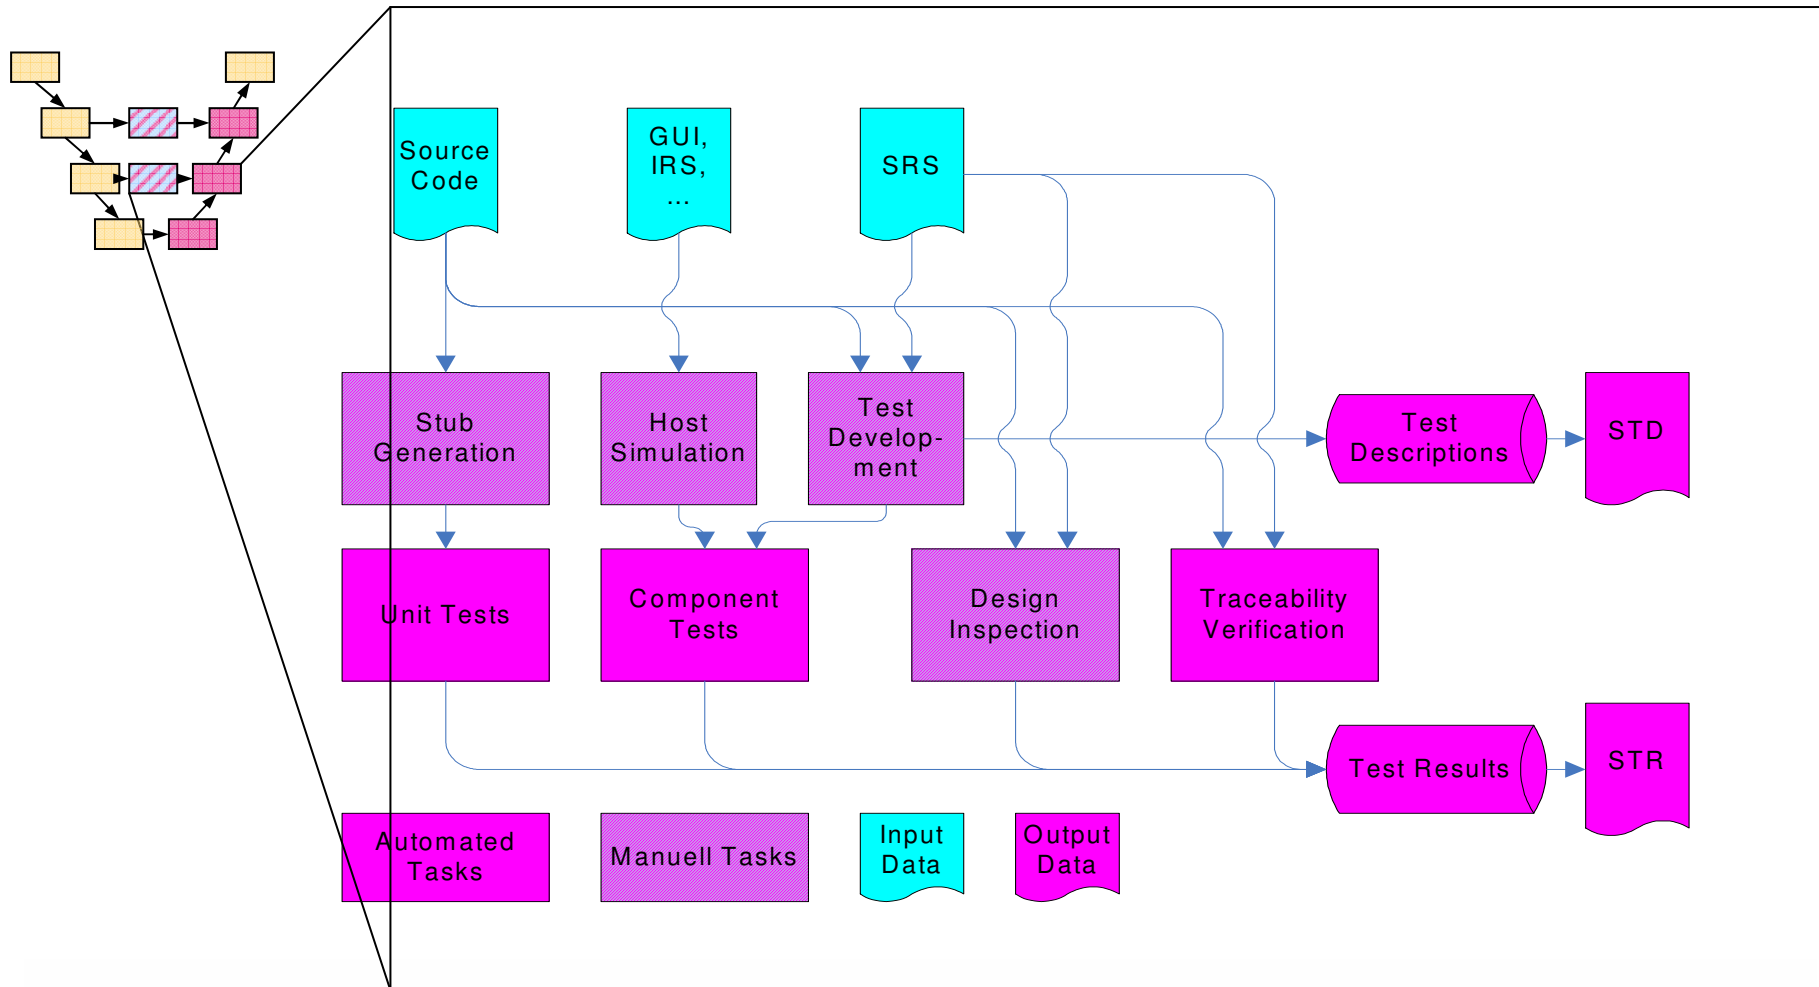 Source
Code
GUI,
IRS,
...
SRS
Stub
Generation
Host
Simulation
Test
Develop-
ment
Test
Descriptions
STD
Unit Tests
Component
Tests
Design
Inspection
Traceability
Verification
Test Results
STR
Automated
Tasks
Manuell Tasks
Input
Data
Output
Data